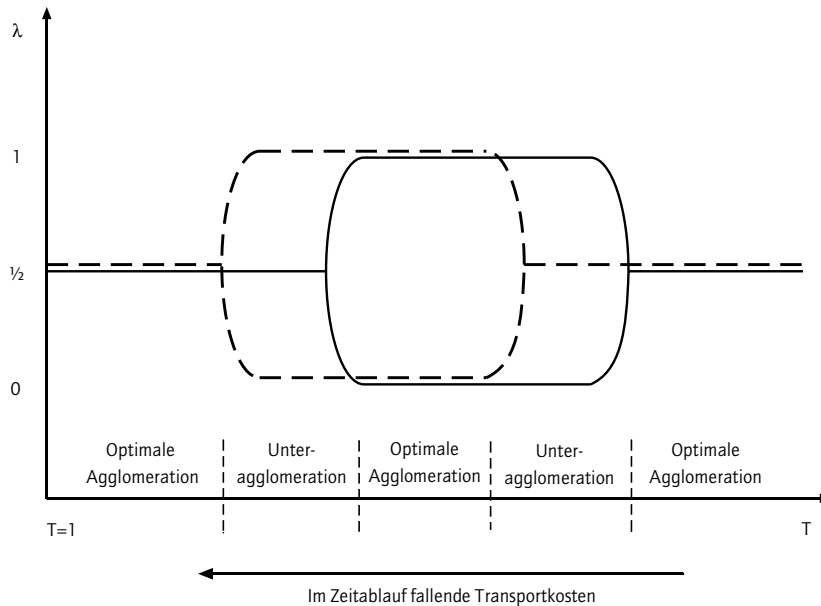 λ
1
½
0
Optimale
Agglomeration
Unter-
agglomeration
Optimale
Agglomeration
Unter-
agglomeration
Optimale
Agglomeration
T=1
T
Im Zeitablauf fallende Transportkosten